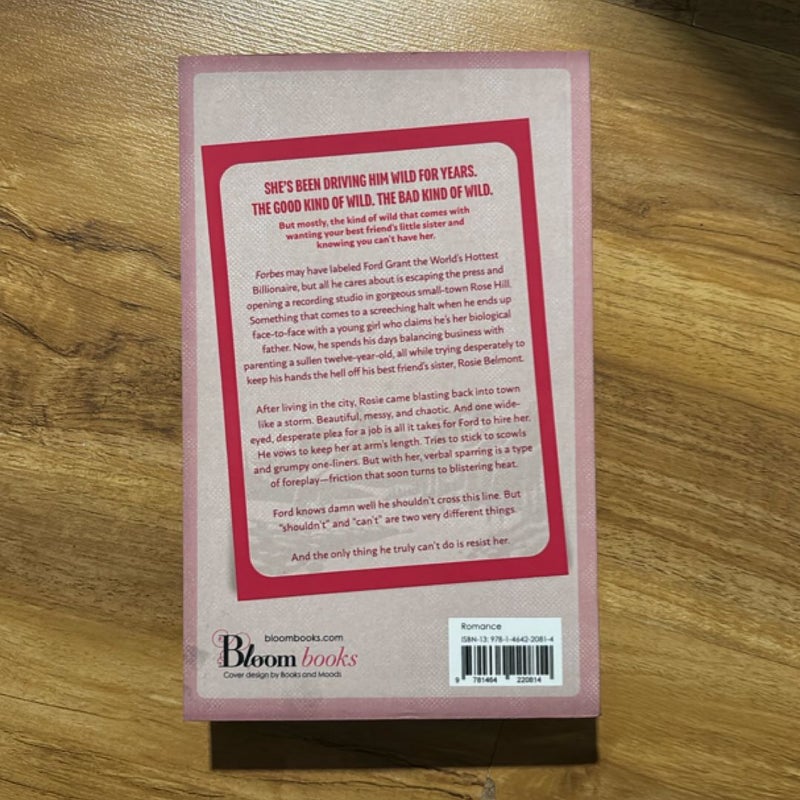 SHE'S BEEN DRIVING HIM WILD FOR YEARS.
THE GOOD KIND OF WILD. THE BAD KIND OF WILD.
But mostly, the kind of wild that comes with
wanting your best friend's little sister and
knowing you can't have her.
Forbes may have labeled Ford Grant the World's Hottest
Billionaire, but all he cares about is escaping the press and
opening a recording studio in gorgeous small-town Rose Hill.
Something that comes to a screeching halt when he ends up
face-to-face with a young girl who claims he's her biological
father. Now, he spends his days balancing business with
parenting a sullen twelve-year-old, all while trying desperately to
keep his hands the hell off his best friend's sister, Rosie Belmont.
After living in the city, Rosie came blasting back into town
like a storm. Beautiful, messy, and chaotic. And one wide-
eyed, desperate plea for a job is all it takes for Ford to hire her.
He vows to keep her at arm's length. Tries to stick to scowls
and grumpy one-liners. But with her, verbal sparring is a type
of foreplay—friction that soon turns to blistering heat.
Ford knows damn well he shouldn't cross this line. But
"shouldn't" and "can't" are two very different things.
And the only thing he truly can't do is resist her.
bloombooks.com
Bloom books
Cover design by Books and Moods
Romance
ISBN-13: 978-1-4642-2081-4
9 781464 220814